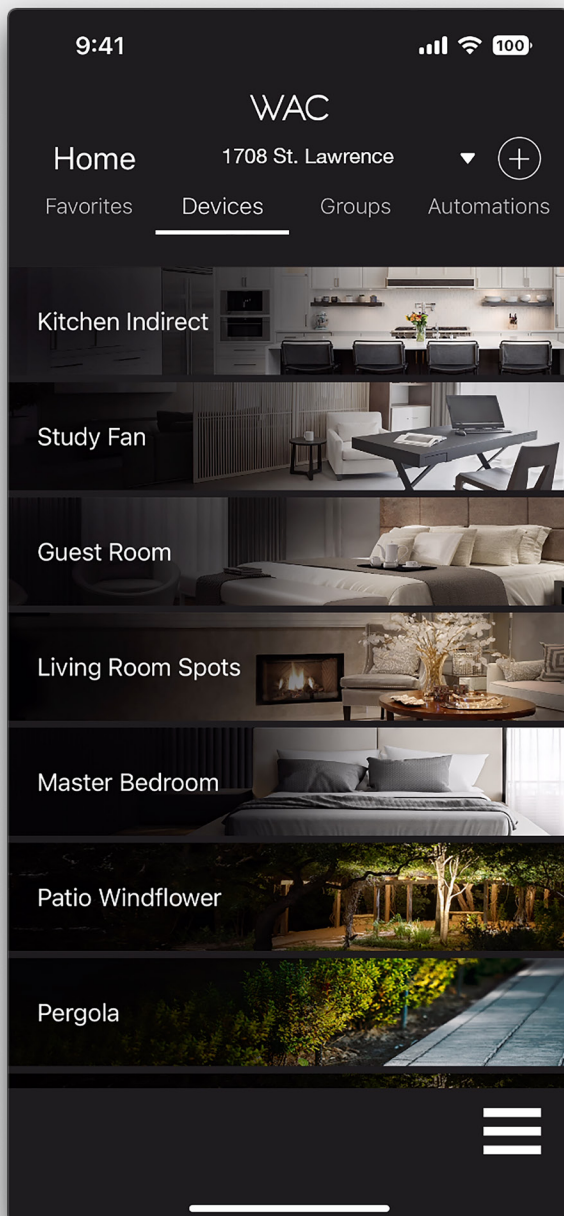 9:41
100
WAC
Home
1708 St. Lawrence
Favorites Devices Groups Automations
Kitchen Indirect
Study Fan
Guest Room
Living Room Spots
Master Bedroom
Patio Windflower
Pergola